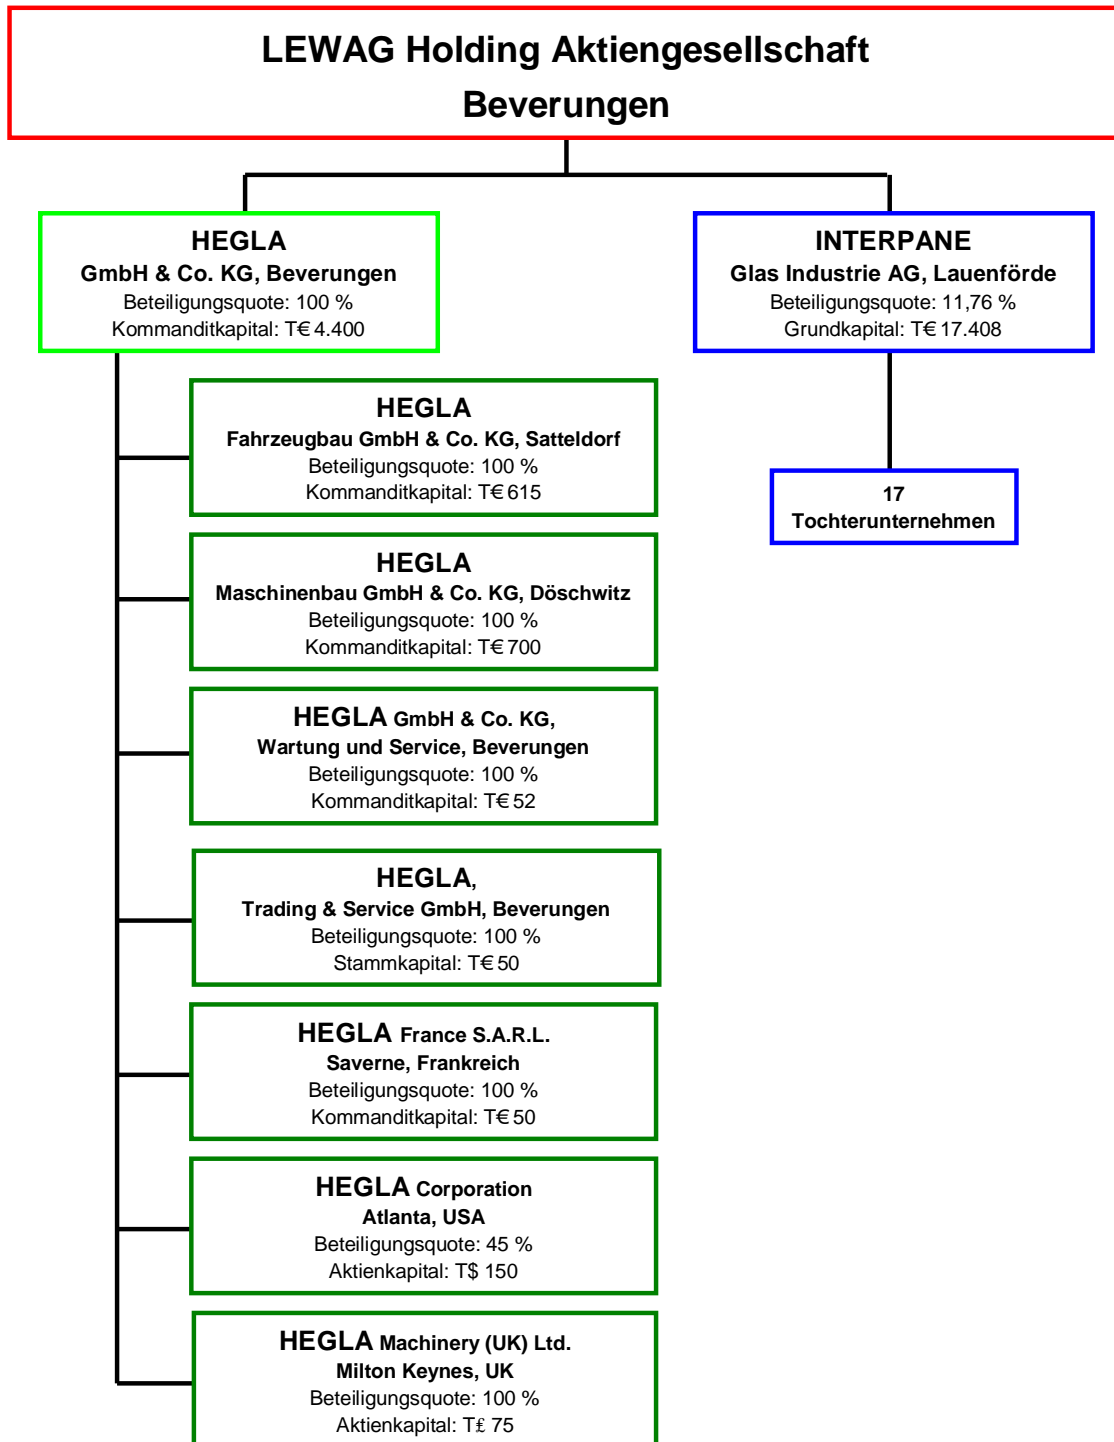 LEWAG Holding Aktiengesellschaft
Beverungen
HEGLA
GmbH & Co. KG, Beverungen
Beteiligungsquote: 100 %
Kommanditkapital: T€ 4.400
INTERPANE
Glas Industrie AG, Lauenförde
Beteiligungsquote: 11,76 %
Grundkapital: T€ 17.408
HEGLA
Fahrzeugbau GmbH & Co. KG, Satteldorf
Beteiligungsquote: 100 %
Kommanditkapital: T€ 615
17
Tochterunternehmen
HEGLA
Maschinenbau GmbH & Co. KG, Döschwitz
Beteiligungsquote: 100 %
Kommanditkapital: T€ 700
HEGLA GmbH & Co. KG,
Wartung und Service, Beverungen
Beteiligungsquote: 100 %
Kommanditkapital: T€ 52
HEGLA,
Trading & Service GmbH, Beverungen
Beteiligungsquote: 100 %
Stammkapital: T€ 50
HEGLA France S.A.R.L.
Saverne, Frankreich
Beteiligungsquote: 100 %
Kommanditkapital: T€ 50
HEGLA Corporation
Atlanta, USA
Beteiligungsquote: 45 %
Aktienkapital: T$ 150
HEGLA Machinery (UK) Ltd.
Milton Keynes, UK
Beteiligungsquote: 100 %
Aktienkapital: T£ 75